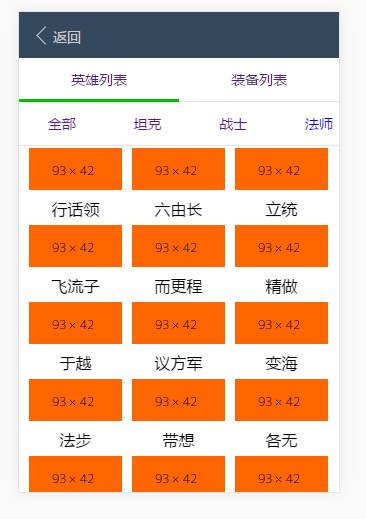 返回
英雄列表 装备列表
全部 坦克 战士 法师
93 × 42 93 × 42 93 × 42
行话领 六由长 立统
93 × 42 93 × 42 93 × 42
飞流子 而更程 精做
93 × 42 93 × 42 93 × 42
于越 议方军 变海
93 × 42 93 × 42 93 × 42
法步 带想 各无
93 × 42 93 × 42 93 × 42